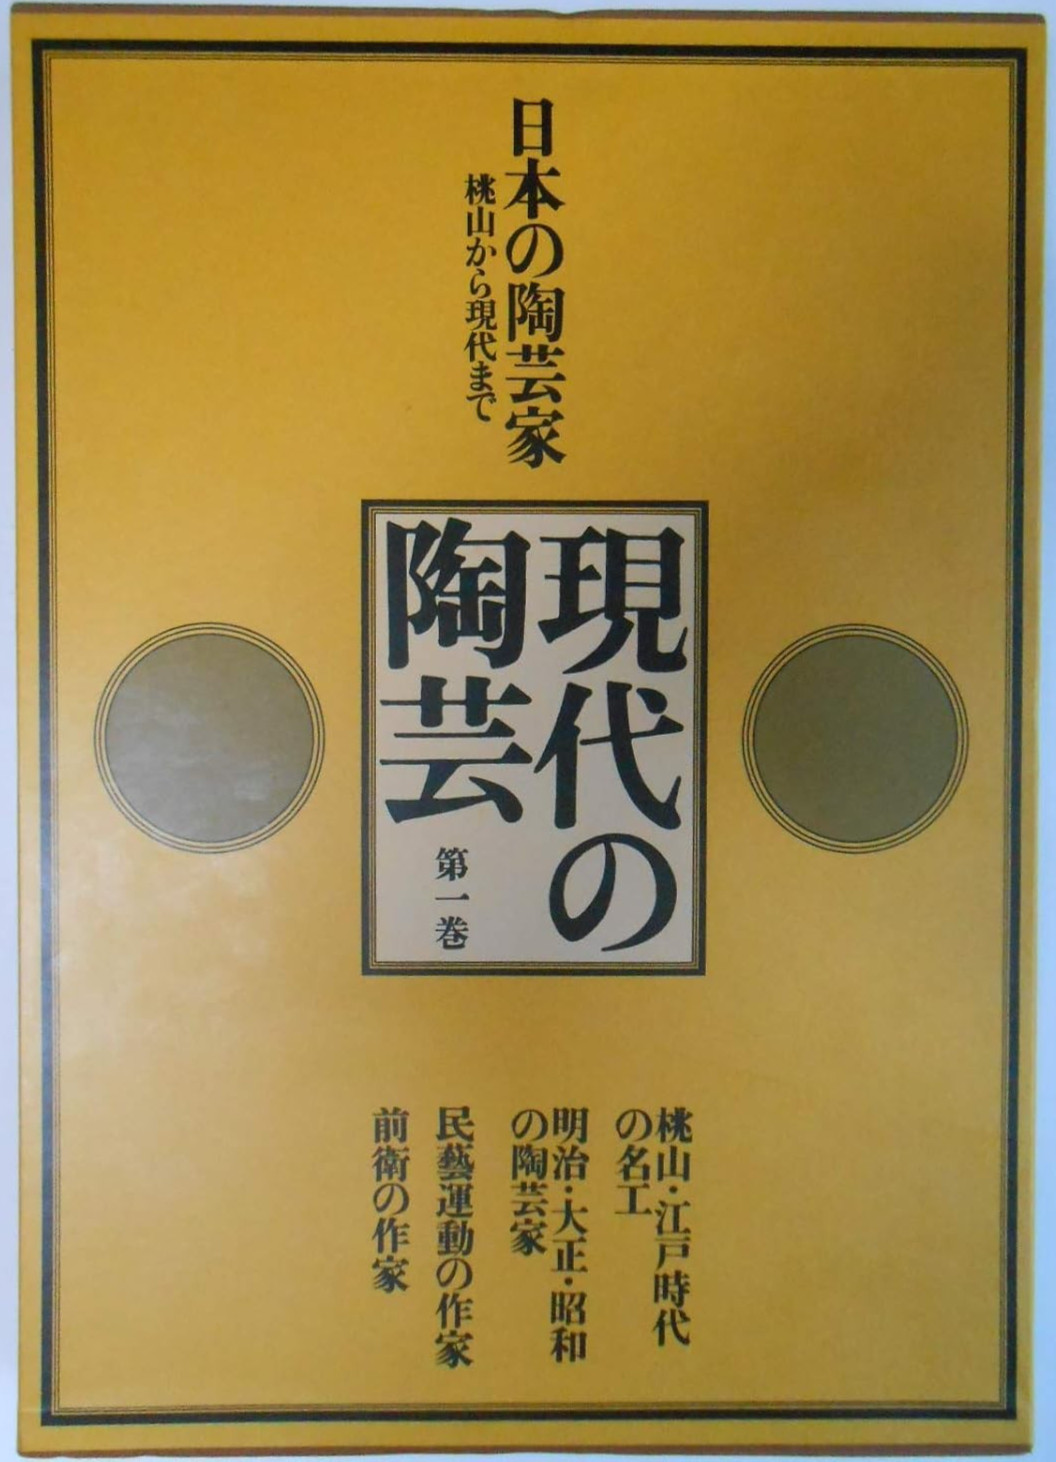 日本の陶芸家
桃山から現代まで
現代の
陶芸
第一巻
桃山・江戸時代
の名工
明治・大正・昭和
の陶芸家
民藝運動の作家
前衛の作家